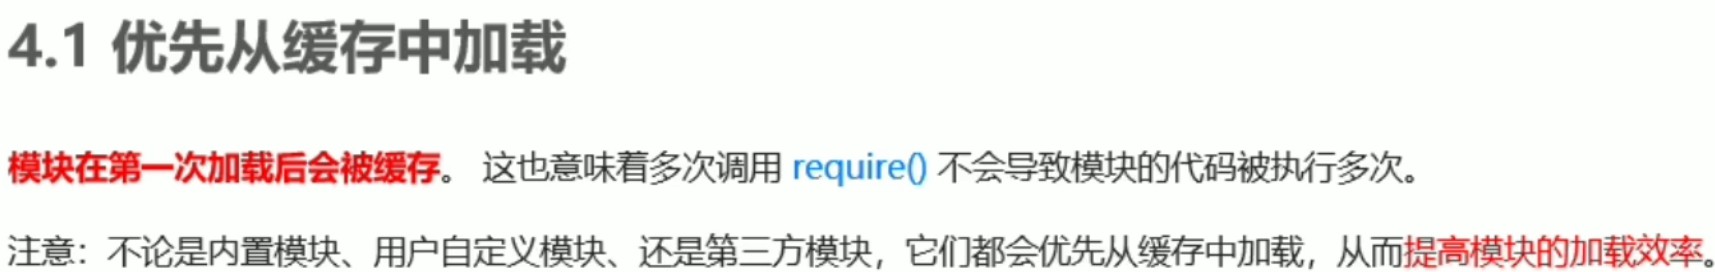 4.1 优先从缓存中加载
模块在第一次加载后会被缓存。 这也意味着多次调用 require() 不会导致模块的代码被执行多次。
注意：不论是内置模块、用户自定义模块、还是第三方模块，它们都会优先从缓存中加载，从而提高模块的加载效率。